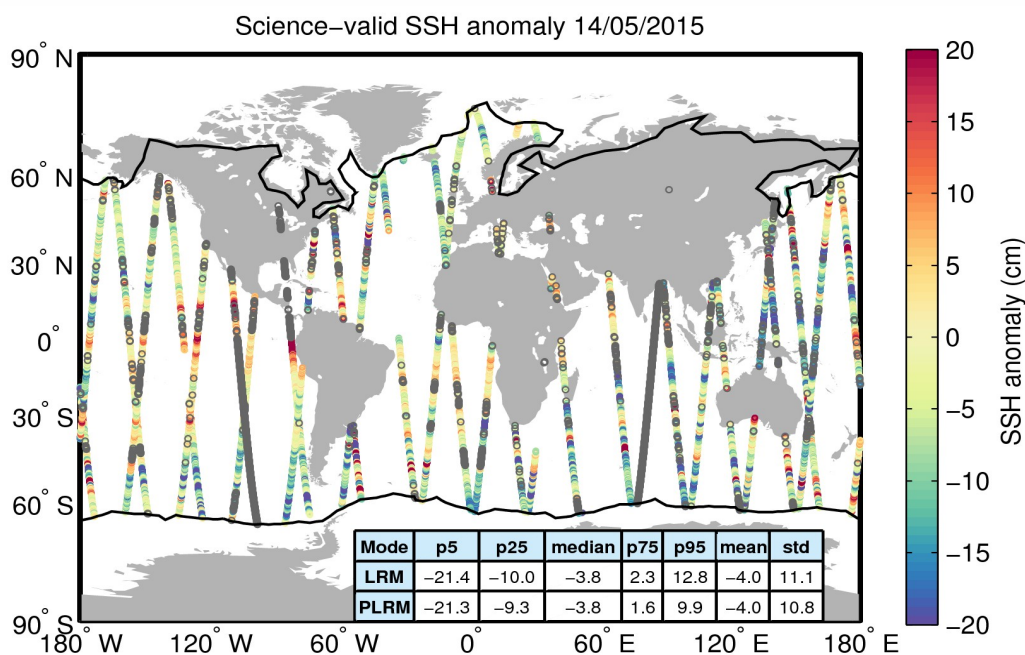 Science−valid SSH anomaly 14/05/2015
90° N
60° N
30° N
0°
30° S
60° S
90° S
180° W
120° W
60° W
0°
60° E
120° E
180° E
20
15
10
5
0
−5
−10
−15
−20
SSH anomaly (cm)
Mode p5 p25 median p75 p95 mean std
LRM −21.4 −10.0 −3.8 2.3 12.8 −4.0 11.1
PLRM −21.3 −9.3 −3.8 1.6 9.9 −4.0 10.8